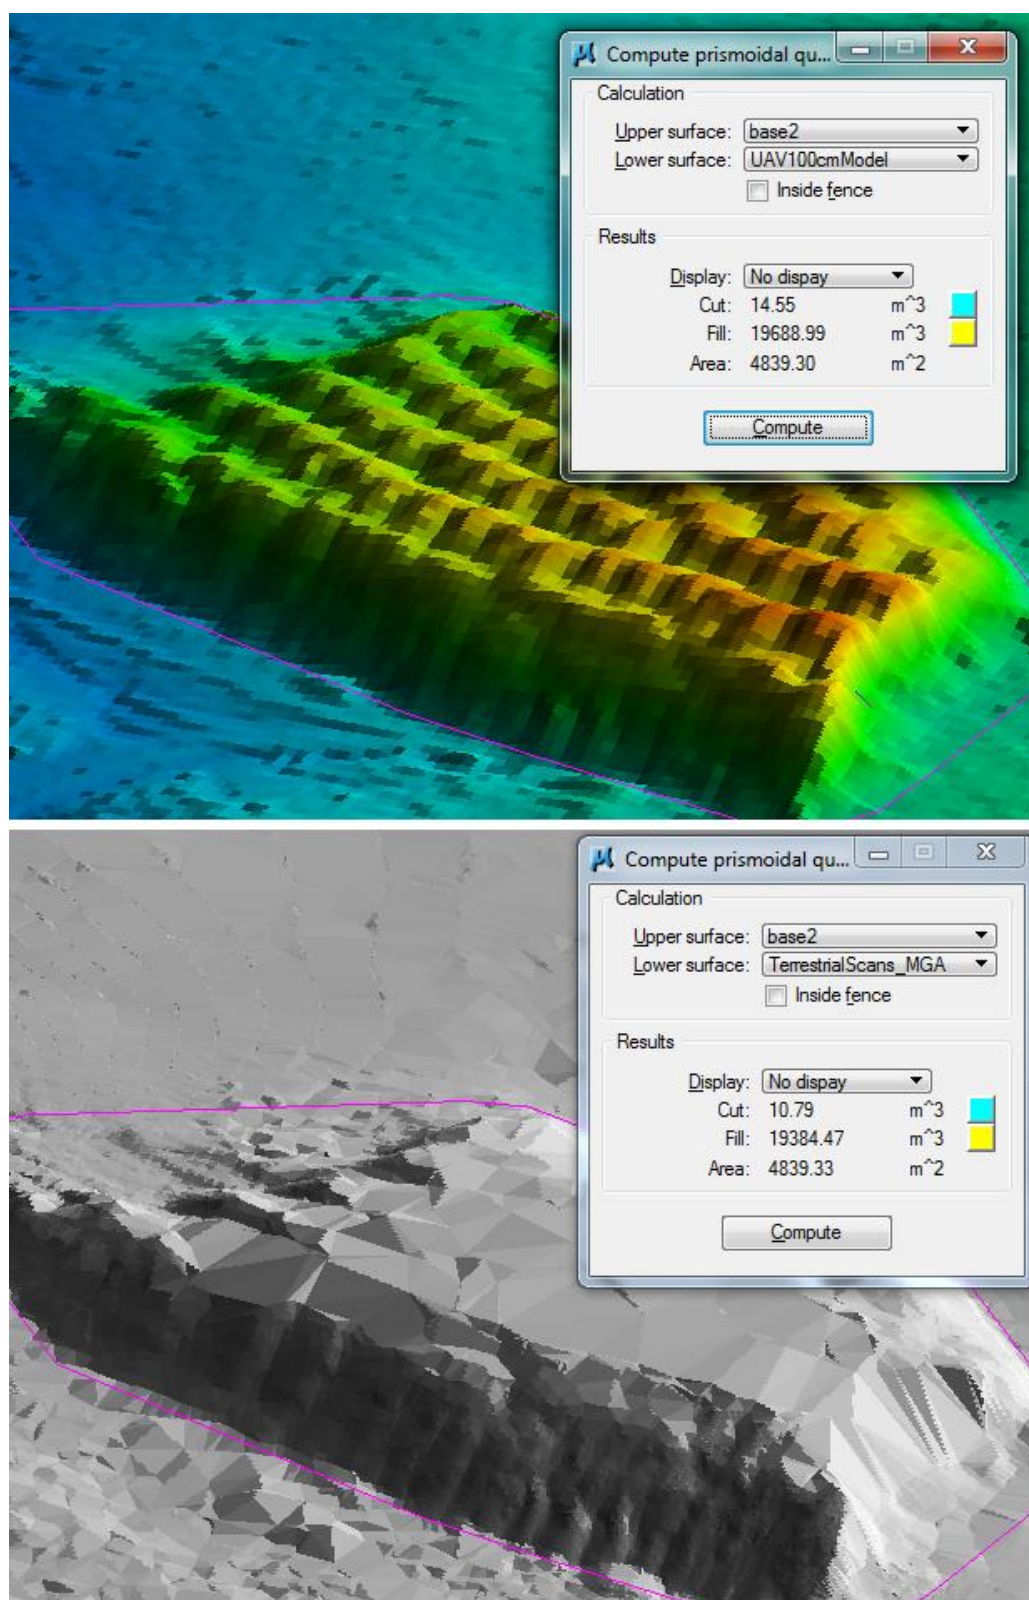 Compute prismoidal qu...
Calculation
Upper surface: base2
Lower surface: UAV100cmModel
Inside fence
Results
Display: No dispay
Cut: 14.55 m^3
Fill: 19688.99 m^3
Area: 4839.30 m^2
Compute
Compute prismoidal qu...
Calculation
Upper surface: base2
Lower surface: TerrestrialScans_MGA
Inside fence
Results
Display: No dispay
Cut: 10.79 m^3
Fill: 19384.47 m^3
Area: 4839.33 m^2
Compute